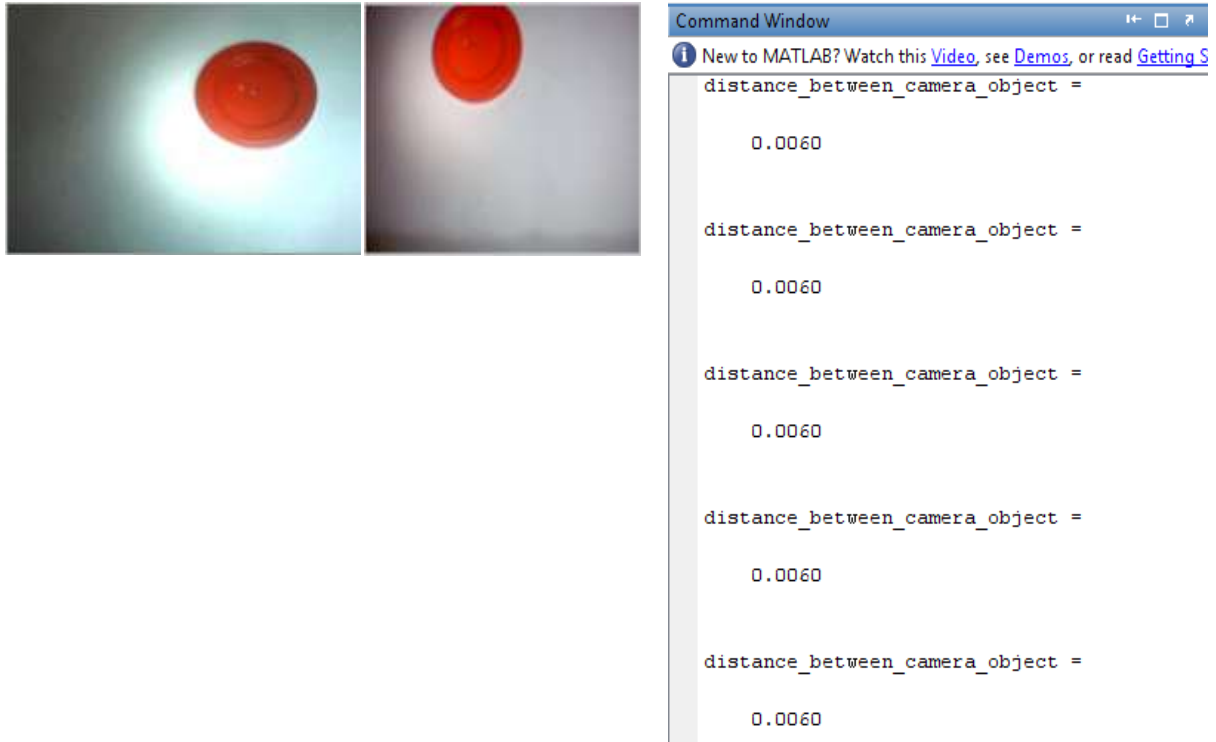 Command Window
New to MATLAB? Watch this Video, see Demos, or read Getting S
distance_between_camera_object =
0.0060
distance_between_camera_object =
0.0060
distance_between_camera_object =
0.0060
distance_between_camera_object =
0.0060
distance_between_camera_object =
0.0060